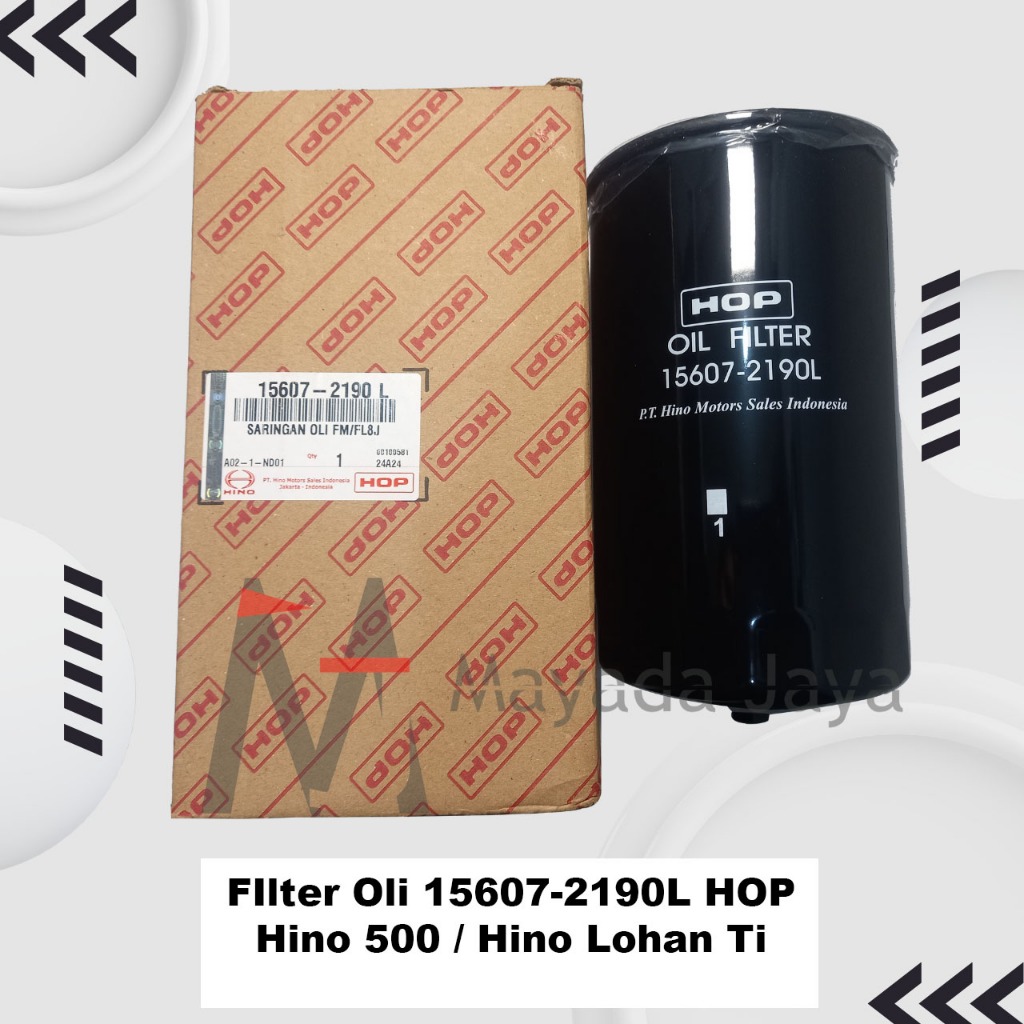 HOP
15607-2190 L
SARINGAN OLI FM/FL8J
A02-1-ND01
Qty
1
00100581
24A24
HINO
PT. Hino Motors Sales Indonesia
Jakarta - Indonesia
HOP
HOP
OIL FILTER
15607-2190L
P.T. Hino Motors Sales Indonesia
1
Mayada Jaya
FIlter Oli 15607-2190L HOP
Hino 500 / Hino Lohan Ti